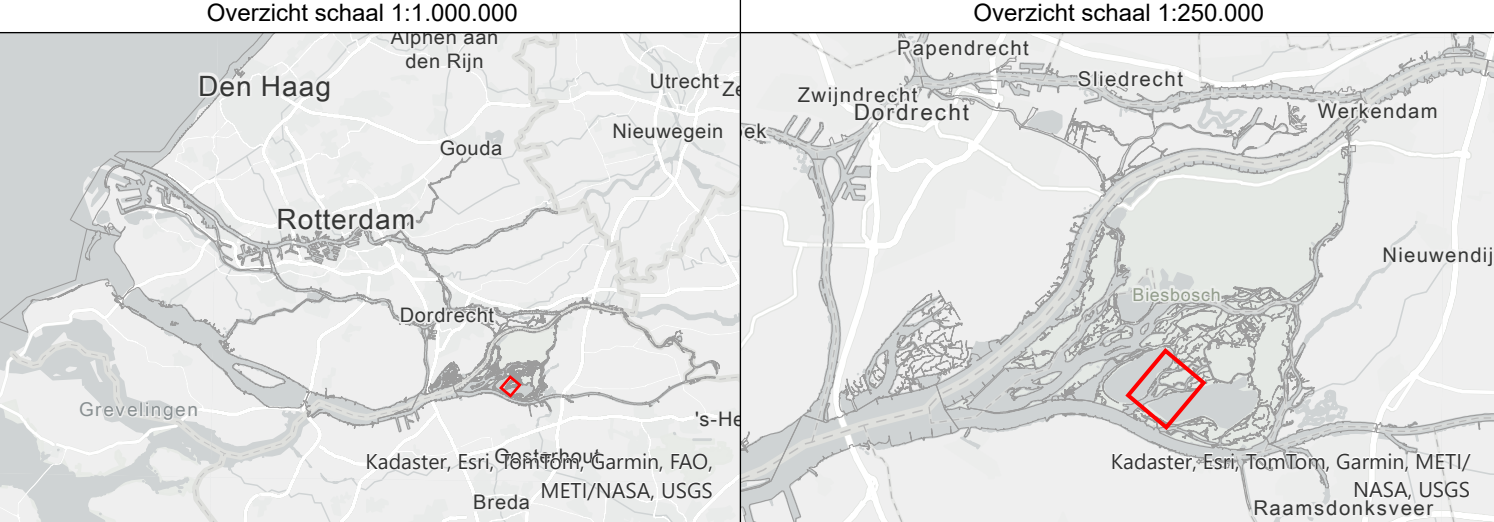 Overzicht schaal 1:1.000.000
Alphen aan
den Rijn
Den Haag
Utrecht
Ze
Nieuwegein
Gouda
Rotterdam
Dordrecht
Grevelingen
's-He
Oosterhout
Kadaster, Esri, TomTom, Garmin, FAO,
METI/NASA, USGS
Breda
Overzicht schaal 1:250.000
Papendrecht
Sliedrecht
Zwijndrecht
Dordrecht
Werkendam
ek
Nieuwendij
Biesbosch
Kadaster, Esri, TomTom, Garmin, METI/
NASA, USGS
Raamsdonksveer